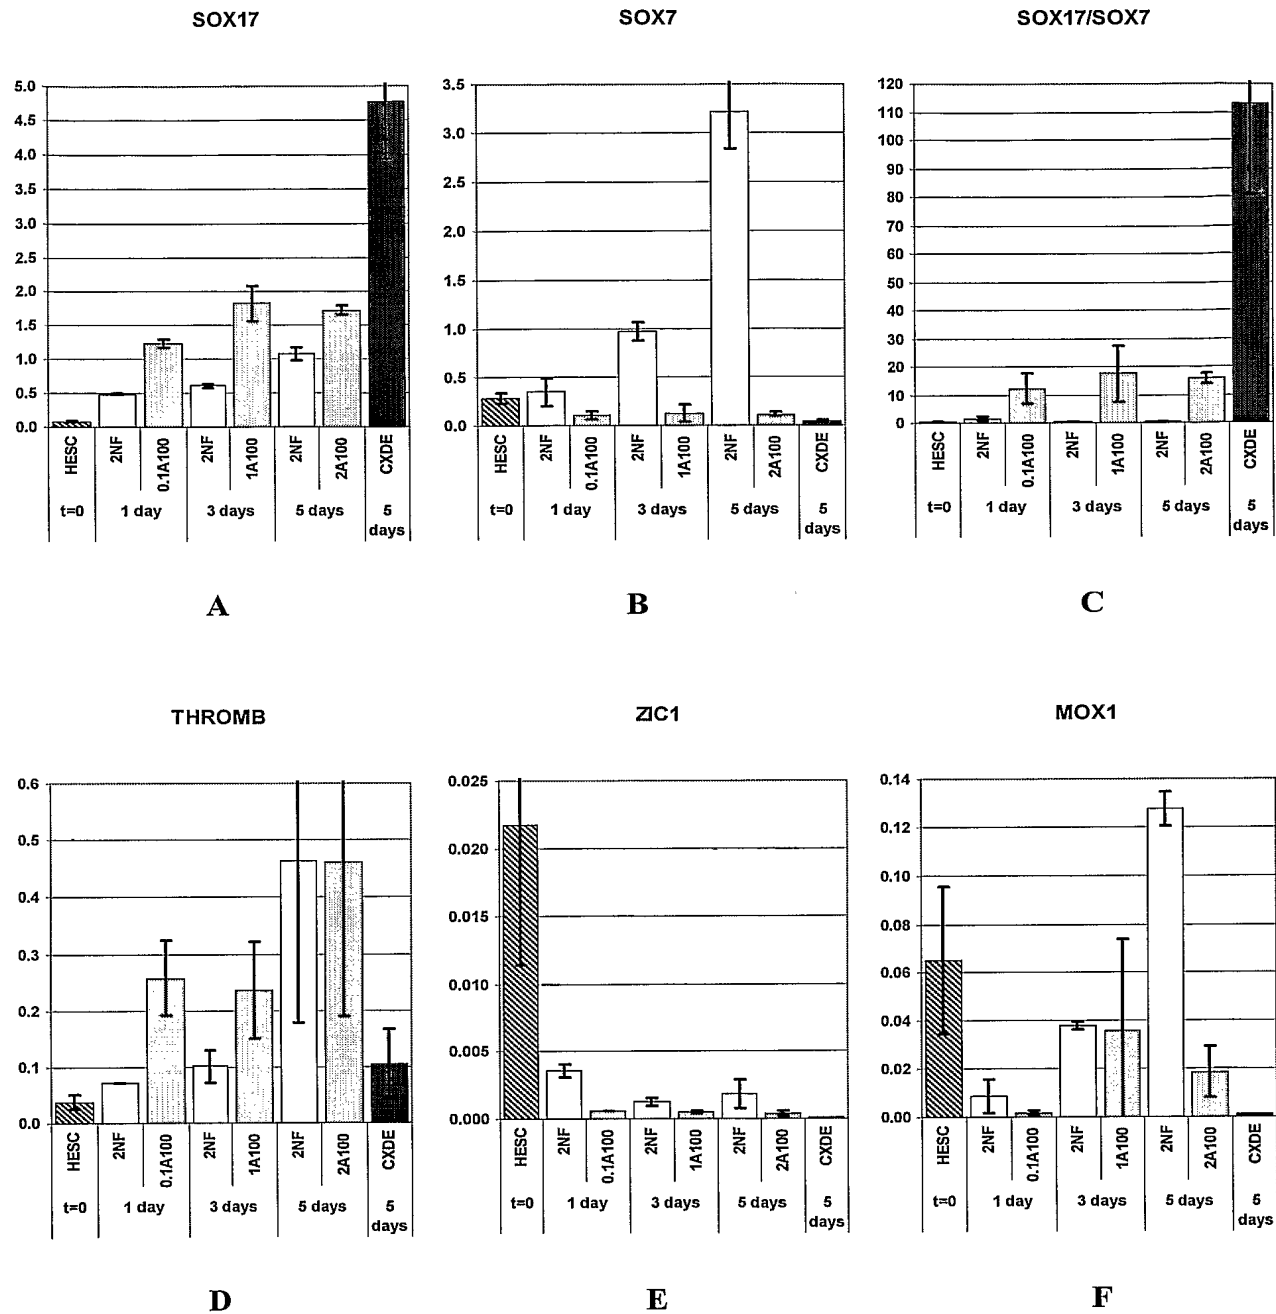 SOX17
SOX7
SOX17/SOX7
5.0
4.5
4.0
3.5
3.0
2.5
2.0
1.5
1.0
0.5
0.0
HESC
2NF
0.1A100
2NF
1A100
2NF
2A100
CXDE
t=0
1 day
3 days
5 days
5 days
A
3.5
3.0
2.5
2.0
1.5
1.0
0.5
0.0
HESC
2NF
0.1A100
2NF
1A100
2NF
2A100
CXDE
t=0
1 day
3 days
5 days
5 days
B
120
110
100
90
80
70
60
50
40
30
20
10
0
HESC
2NF
0.1A100
2NF
1A100
2NF
2A100
CXDE
t=0
1 day
3 days
5 days
5 days
C
THROMB
ZIC1
MOX1
0.6
0.5
0.4
0.3
0.2
0.1
0.0
HESC
2NF
0.1A100
2NF
1A100
2NF
2A100
CXDE
t=0
1 day
3 days
5 days
5 days
D
0.025
0.020
0.015
0.010
0.005
0.000
HESC
2NF
0.1A100
2NF
1A100
2NF
2A100
CXDE
t=0
1 day
3 days
5 days
5 days
E
0.14
0.12
0.10
0.08
0.06
0.04
0.02
0.00
HESC
2NF
0.1A100
2NF
1A100
2NF
2A100
CXDE
t=0
1 day
3 days
5 days
5 days
F